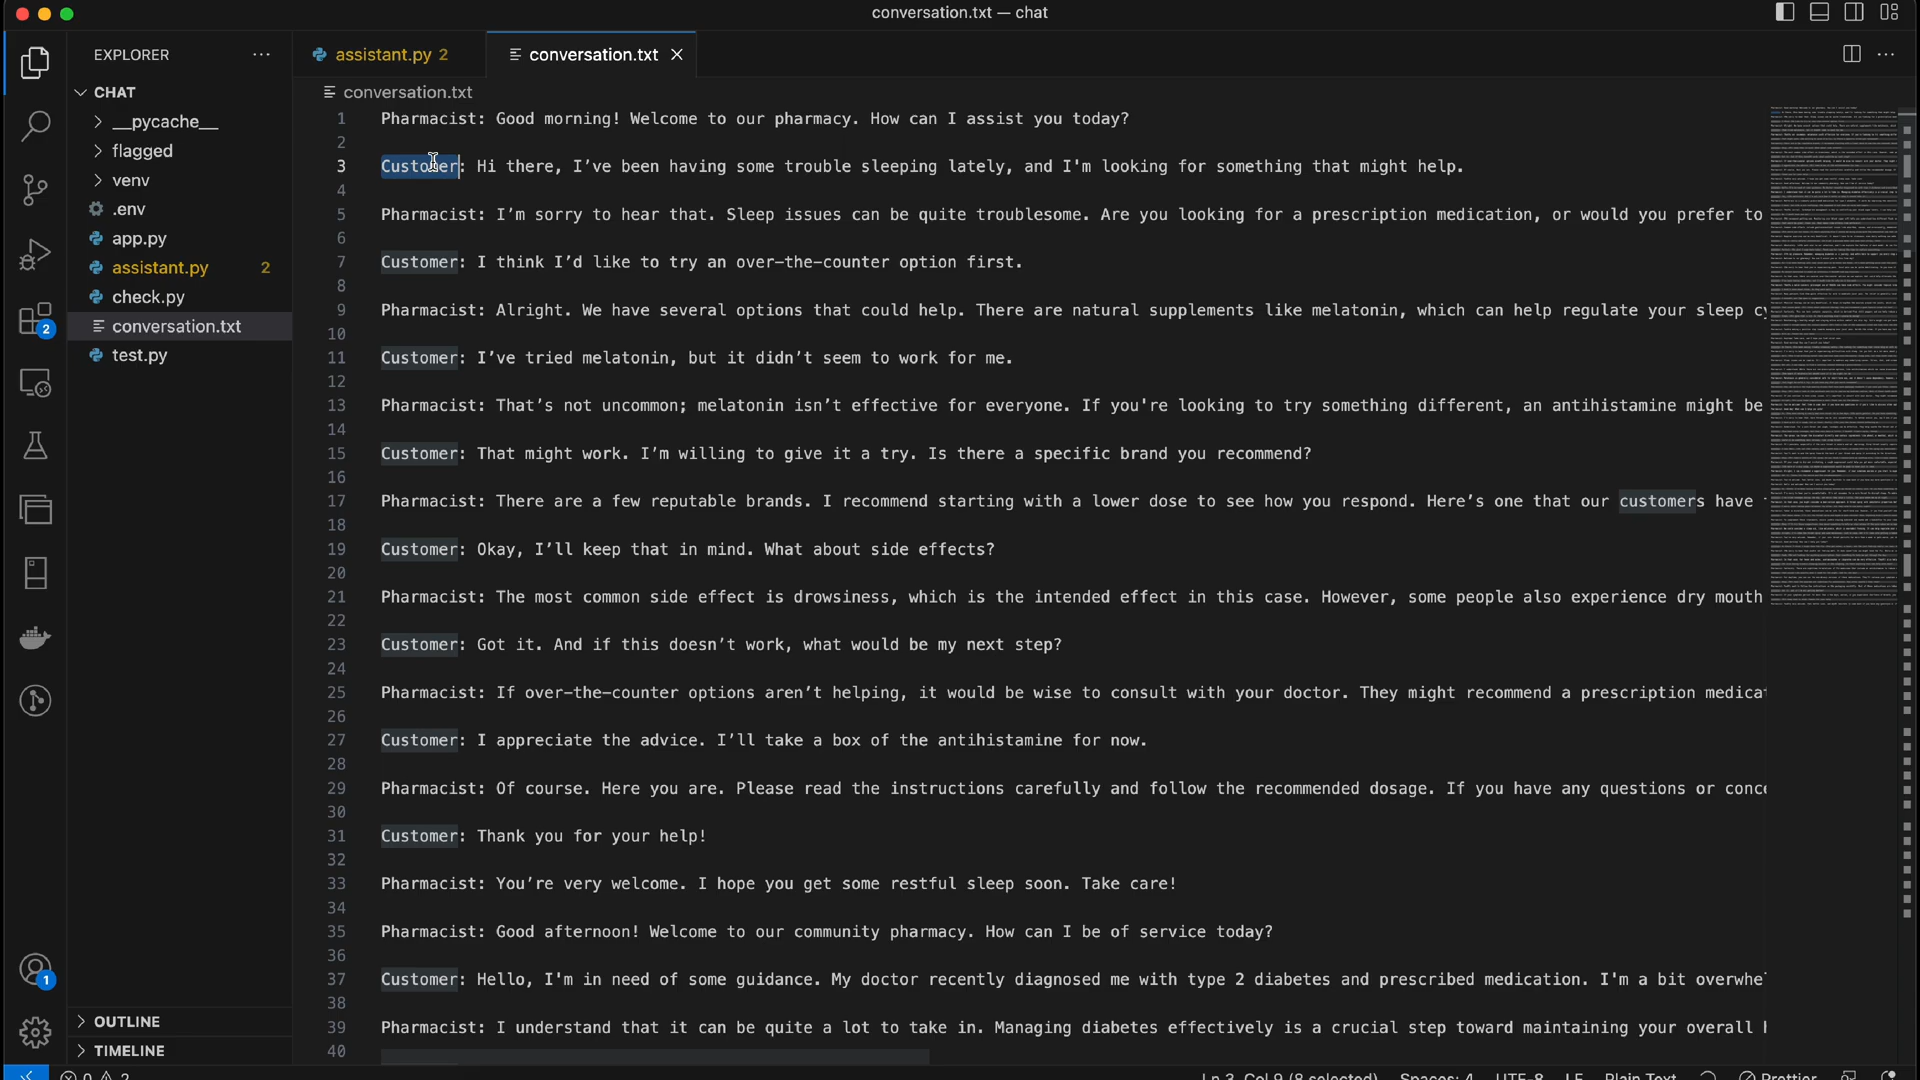 conversation.txt — chat
EXPLORER
assistant.py 2
conversation.txt
CHAT
__pycache__
flagged
venv
.env
app.py
assistant.py 2
check.py
conversation.txt
test.py
OUTLINE
TIMELINE
2
1
conversation.txt
1 Pharmacist: Good morning! Welcome to our pharmacy. How can I assist you today?
2
3 Customer: Hi there, I’ve been having some trouble sleeping lately, and I'm looking for something that might help.
4
5 Pharmacist: I’m sorry to hear that. Sleep issues can be quite troublesome. Are you looking for a prescription medication, or would you prefer to
6
7 Customer: I think I’d like to try an over-the-counter option first.
8
9 Pharmacist: Alright. We have several options that could help. There are natural supplements like melatonin, which can help regulate your sleep
10
11 Customer: I’ve tried melatonin, but it didn’t seem to work for me.
12
13 Pharmacist: That’s not uncommon; melatonin isn’t effective for everyone. If you're looking to try something different, an antihistamine might be
14
15 Customer: That might work. I’m willing to give it a try. Is there a specific brand you recommend?
16
17 Pharmacist: There are a few reputable brands. I recommend starting with a lower dose to see how you respond. Here’s one that our customers have
18
19 Customer: Okay, I’ll keep that in mind. What about side effects?
20
21 Pharmacist: The most common side effect is drowsiness, which is the intended effect in this case. However, some people also experience dry mouth
22
23 Customer: Got it. And if this doesn’t work, what would be my next step?
24
25 Pharmacist: If over-the-counter options aren’t helping, it would be wise to consult with your doctor. They might recommend a prescription medica
26
27 Customer: I appreciate the advice. I’ll take a box of the antihistamine for now.
28
29 Pharmacist: Of course. Here you are. Please read the instructions carefully and follow the recommended dosage. If you have any questions or conc
30
31 Customer: Thank you for your help!
32
33 Pharmacist: You’re very welcome. I hope you get some restful sleep soon. Take care!
34
35 Pharmacist: Good afternoon! Welcome to our community pharmacy. How can I be of service today?
36
37 Customer: Hello, I'm in need of some guidance. My doctor recently diagnosed me with type 2 diabetes and prescribed medication. I'm a bit overwhe
38
39 Pharmacist: I understand that it can be quite a lot to take in. Managing diabetes effectively is a crucial step toward maintaining your overall
40
0 2
Ln 3, Col 9 (8 selected) Spaces: 4 UTF-8 LF Plain Text Prettier